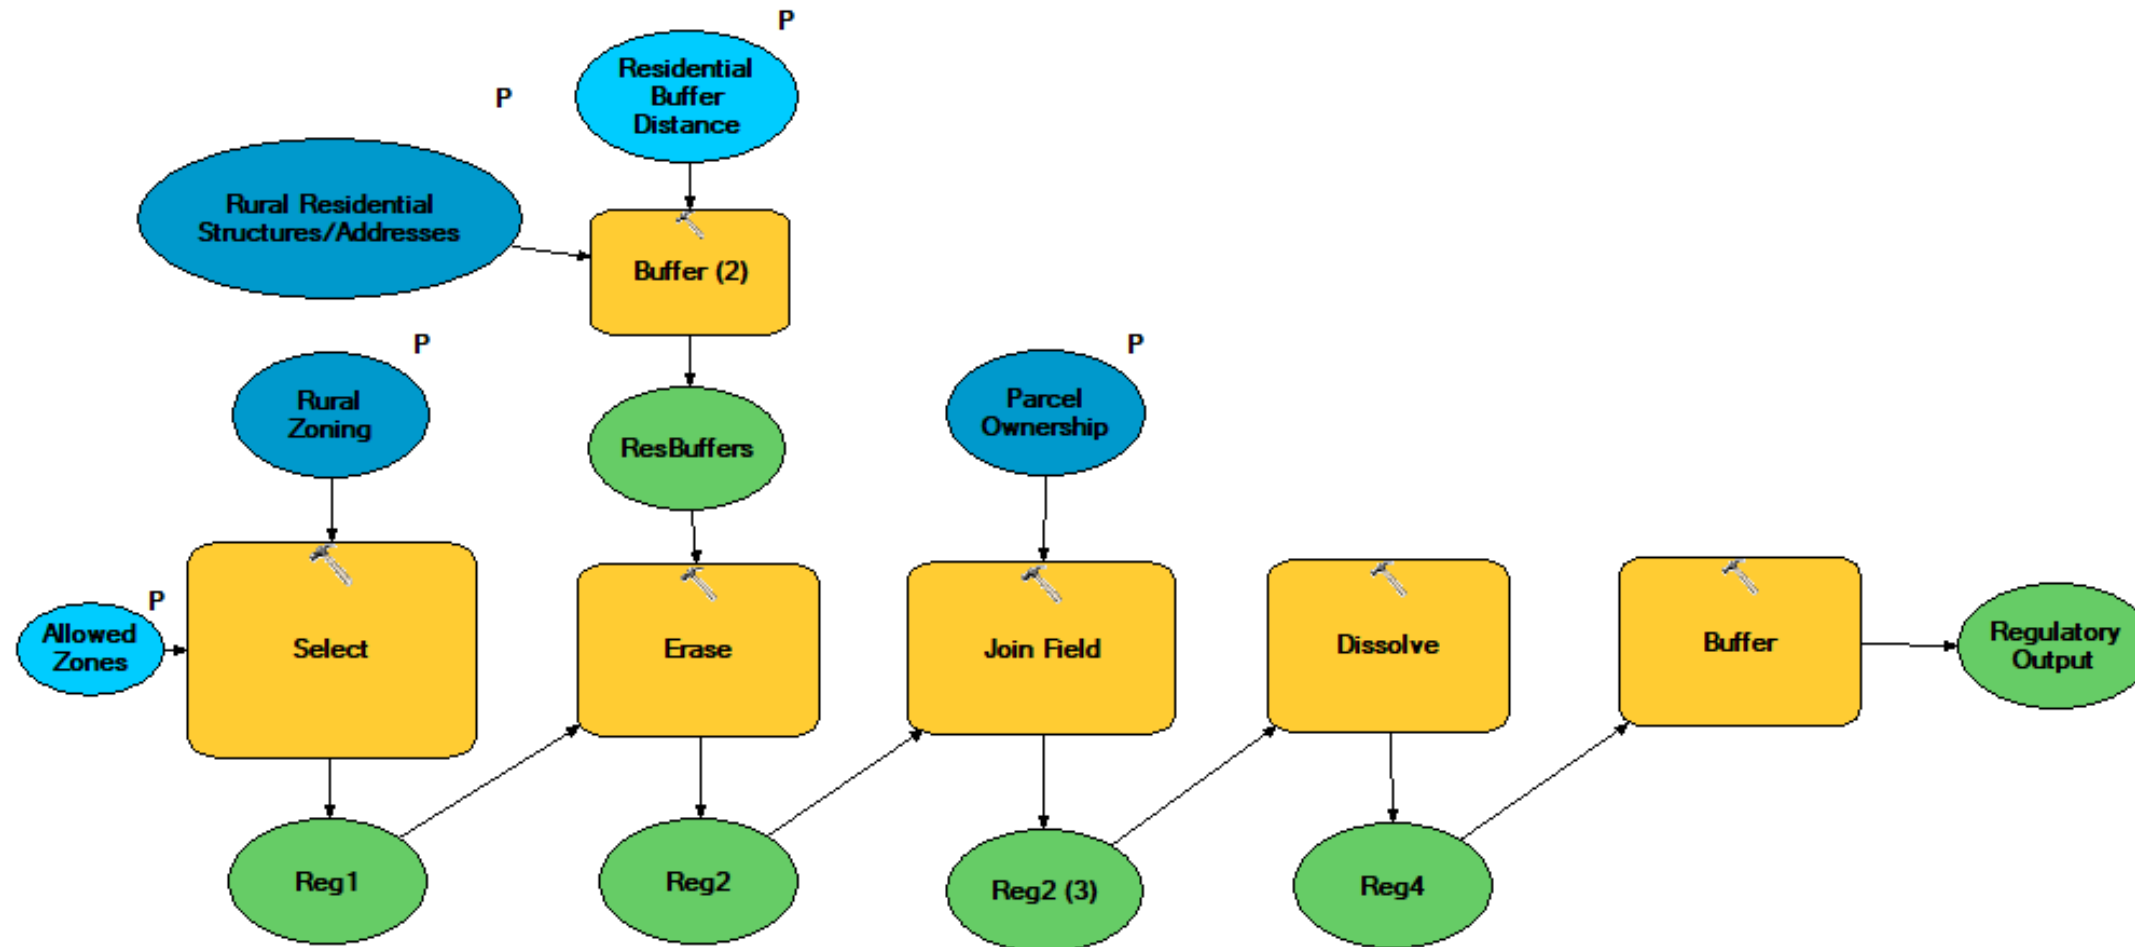 P
Residential
Buffer
Distance
P
Rural Residential
Structures/Addresses
Buffer (2)
P
Rural
Zoning
ResBuffers
P
Parcel
Ownership
P
Allowed
Zones
Select
Erase
Join Field
Dissolve
Buffer
Regulatory
Output
Reg1
Reg2
Reg2 (3)
Reg4